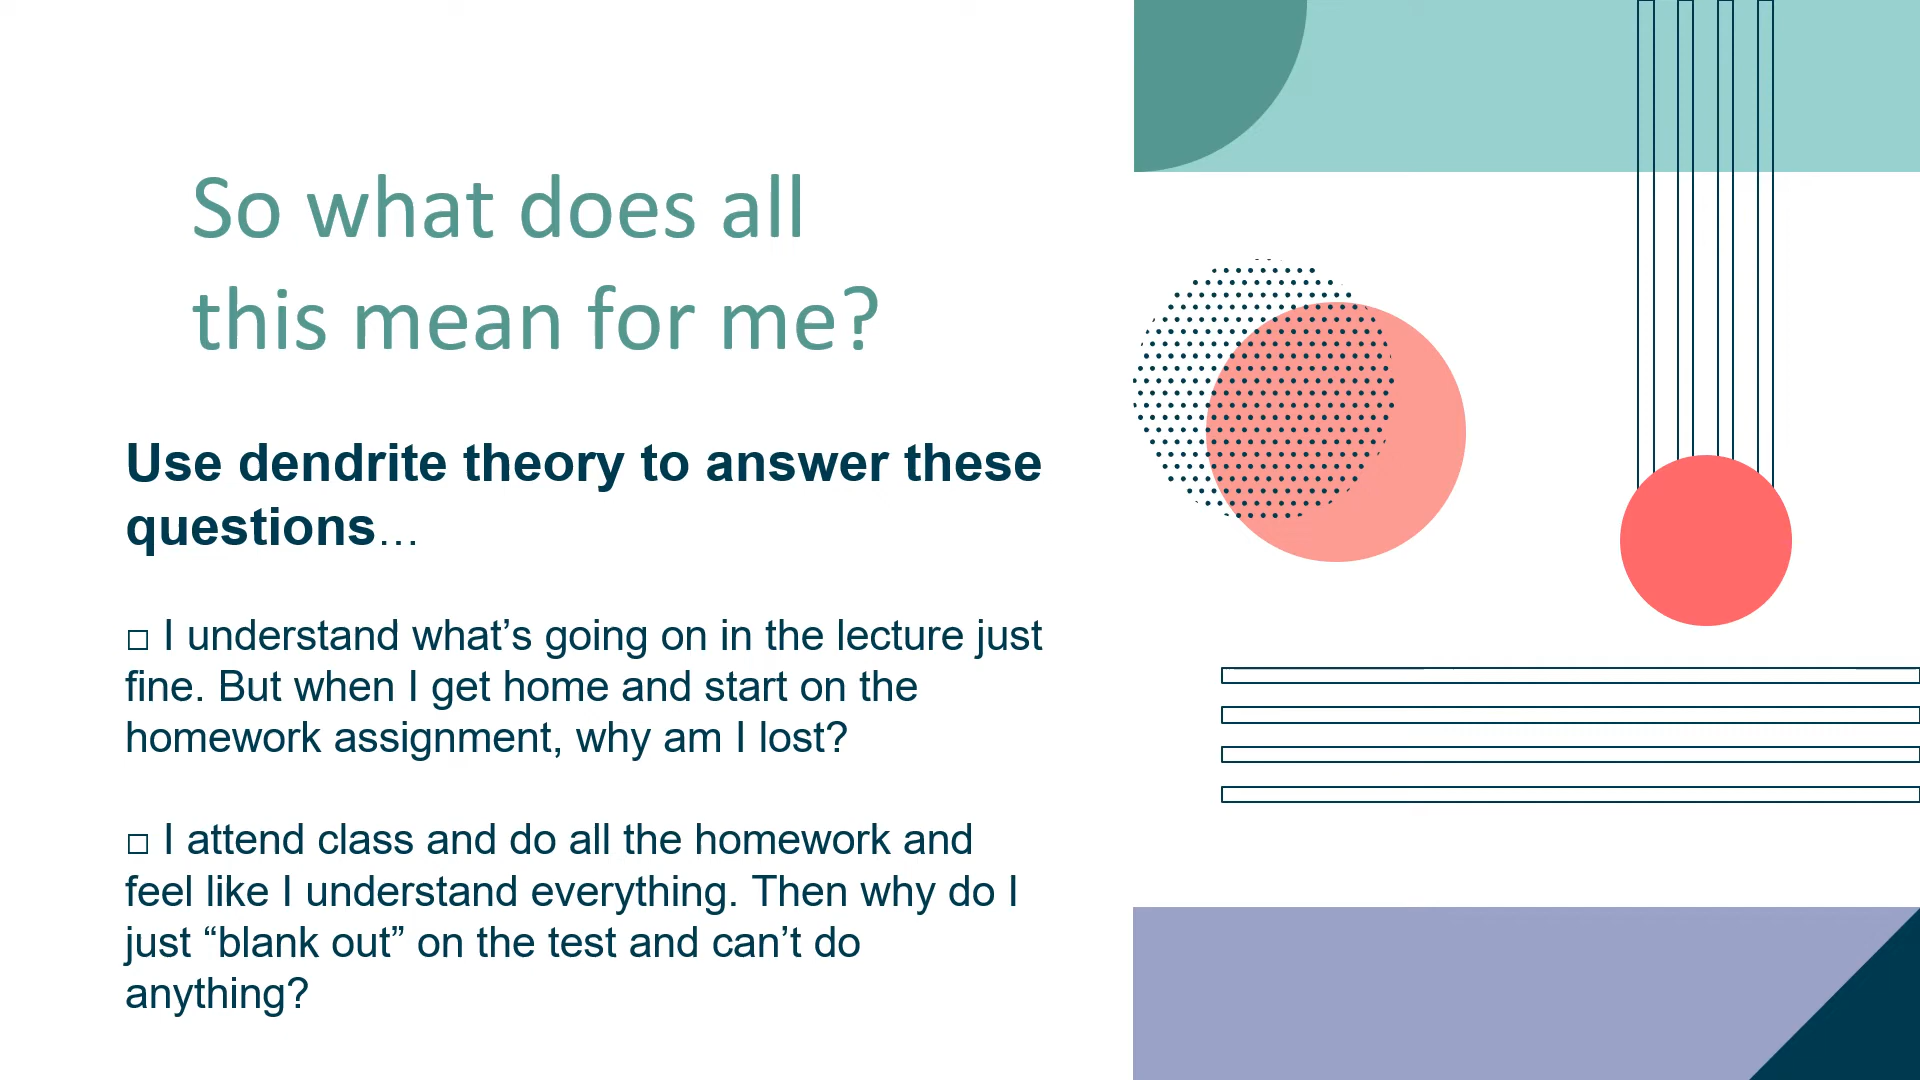 So what does all
this mean for me?
Use dendrite theory to answer these
questions…
□ I understand what’s going on in the lecture just
fine. But when I get home and start on the
homework assignment, why am I lost?
□ I attend class and do all the homework and
feel like I understand everything. Then why do I
just “blank out” on the test and can’t do
anything?